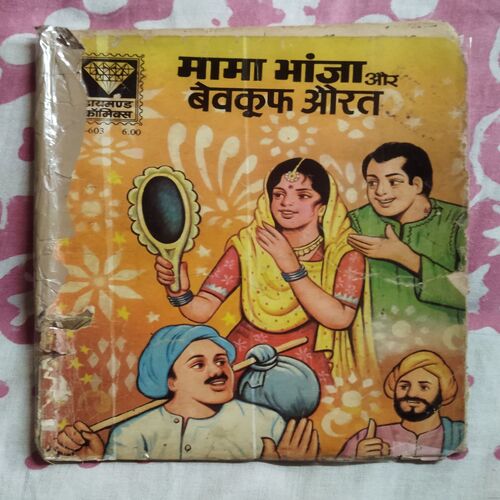 मामा भांजा और
बेवकूफ औरत
डायमण्ड
कॉमिक्स
-603 6.00